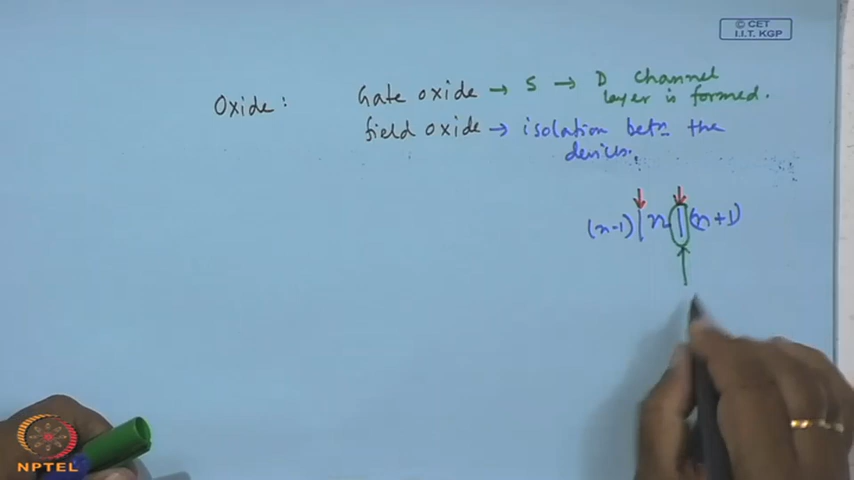 © CET
I.I.T. KGP
Oxide: Gate oxide → S → D channel
layer is formed.
field oxide → isolation betn the
devices.
(n-1) | n | (n+1)
NPTEL